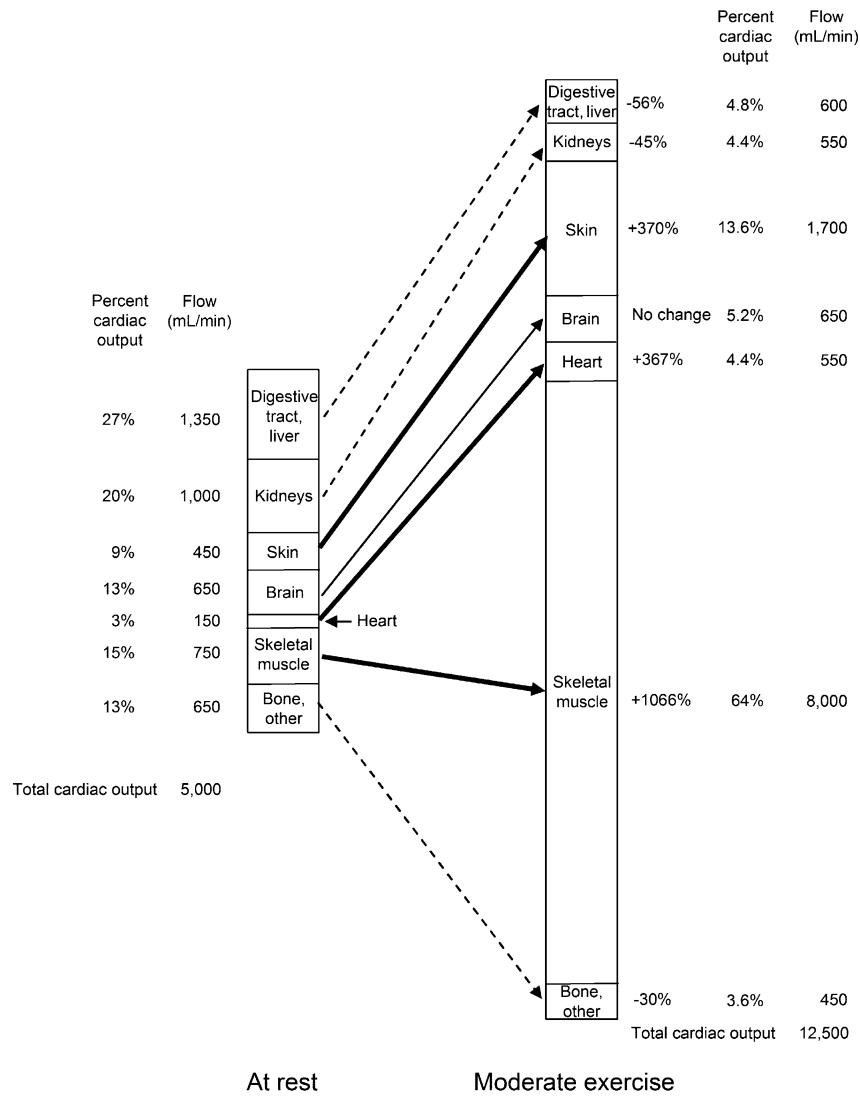 Percent Flow
cardiac (mL/min)
output
Digestive
tract, liver
-56% 4.8% 600
Kidneys -45% 4.4% 550
Skin +370% 13.6% 1,700
Brain No change 5.2% 650
Heart +367% 4.4% 550
Skeletal
muscle
+1066% 64% 8,000
Bone,
other
-30% 3.6% 450
Total cardiac output 12,500
Percent Flow
cardiac (mL/min)
output
27% 1,350
Digestive
tract,
liver
20% 1,000 Kidneys
9% 450 Skin
13% 650 Brain
3% 150 Heart
15% 750
Skeletal
muscle
13% 650
Bone,
other
Total cardiac output 5,000
At rest
Moderate exercise